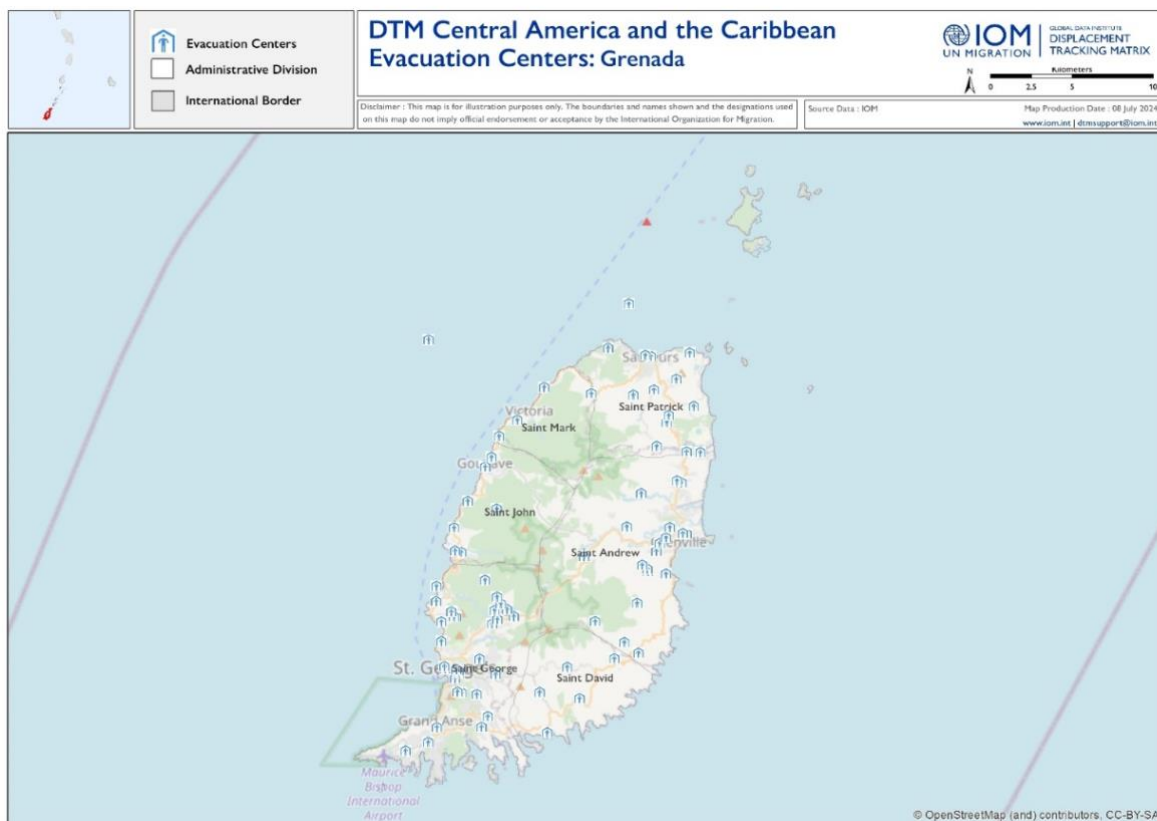 Evacuation Centers
Administrative Division
International Border
DTM Central America and the Caribbean
Evacuation Centers: Grenada
IOM
UN MIGRATION
GLOBAL DATA INSTITUTE
DISPLACEMENT
TRACKING MATRIX
N
Kilometers
0 2.5 5 10
Disclaimer : This map is for illustration purposes only. The boundaries and names shown and the designations used
on this map do not imply official endorsement or acceptance by the International Organization for Migration.
Source Data : IOM
Map Production Date : 08 July 2024
www.iom.int | dtmsupport@iom.int
Saint Patrick
Victoria
Saint Mark
Saint John
Saint Andrew
Saint George
Saint David
Maurice
Bishop
International
Airport
© OpenStreetMap (and) contributors, CC-BY-SA